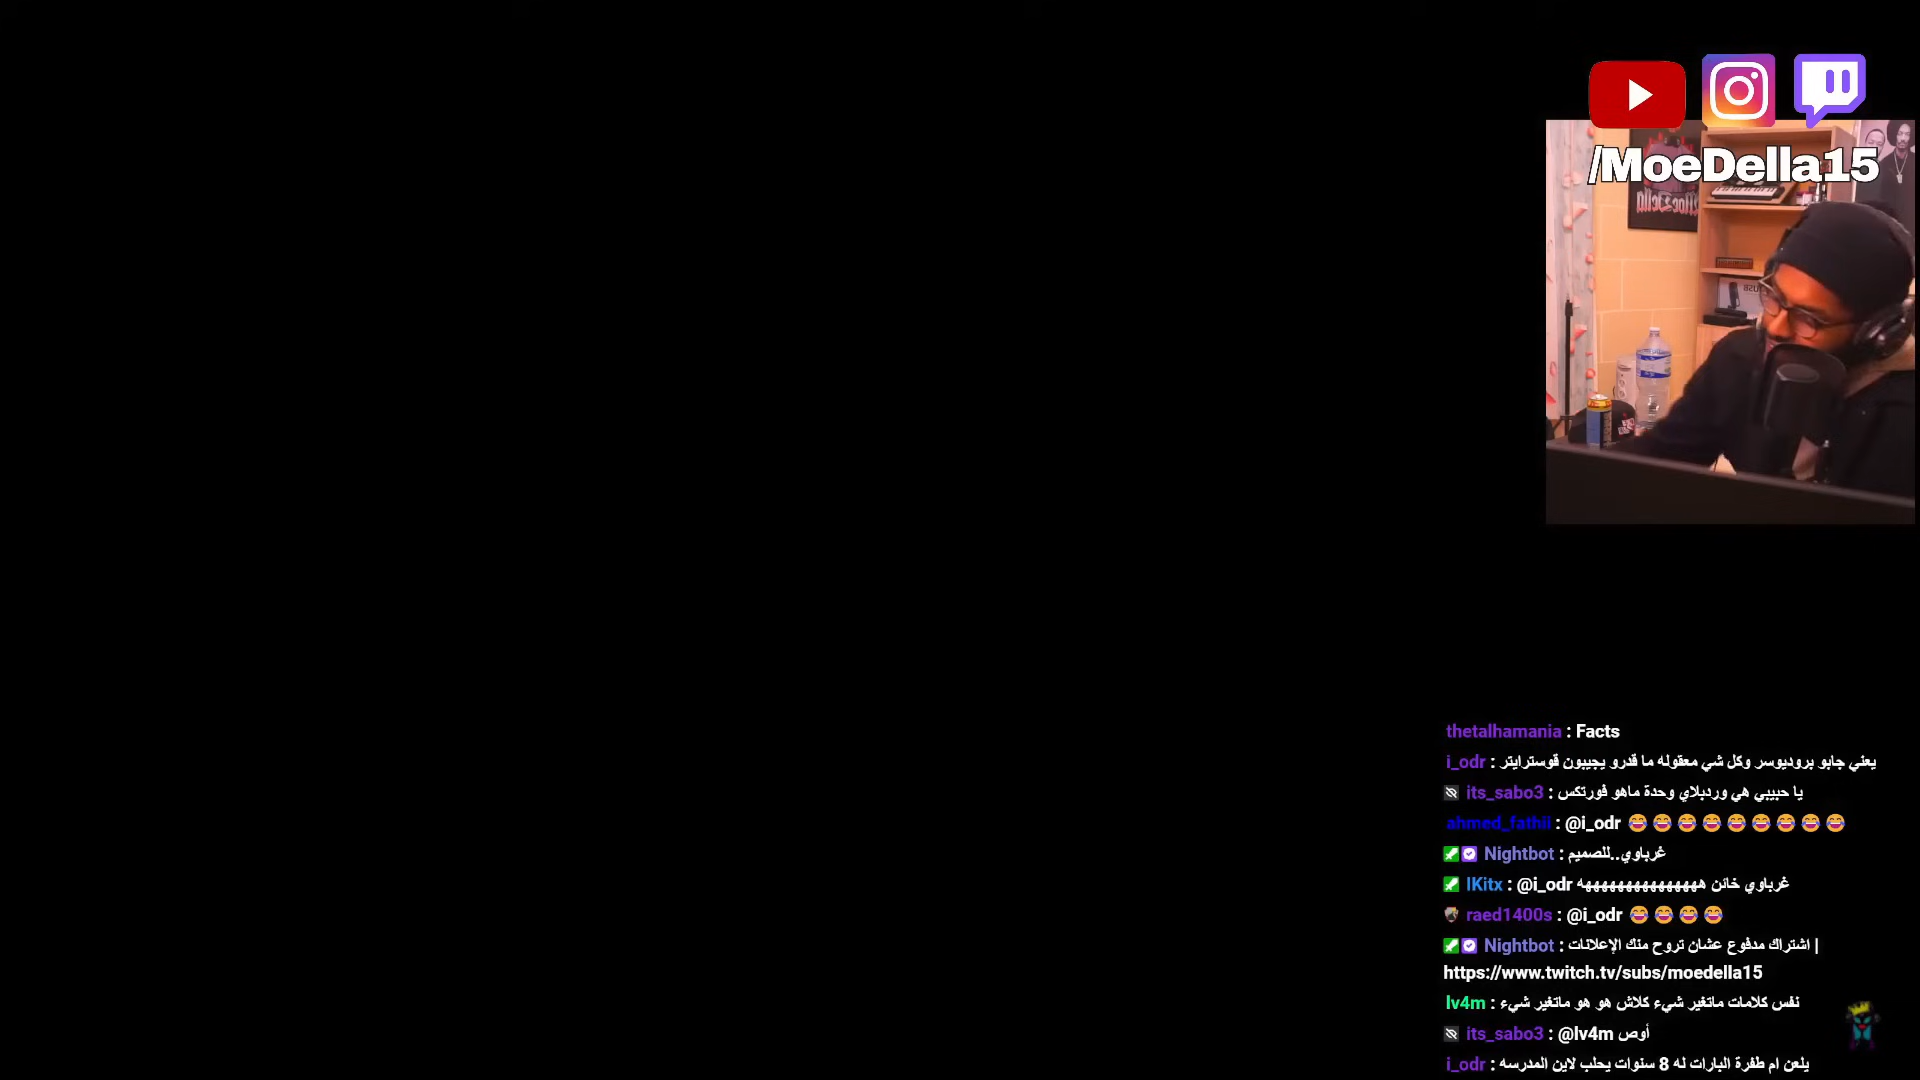 /MoeDella15
thetalhamania : Facts
i_odr : يعني جابو بروديوسر وكل شي معقوله ما قدرو يجيبون قوسترايتر
its_sabo3 : يا حبيبي هي وردبلاي وحدة ماهو فورتكس
ahmed_fathii : @i_odr 😂😂😂😂😂😂😂😂😂
Nightbot : غرباوي..للصميم
IKitx : @i_odr غرباوي خائن ههههههههههههههه
raed1400s : @i_odr 😂😂😂😂
Nightbot : اشتراك مدفوع عشان تروح منك الإعلانات |
https://www.twitch.tv/subs/moedella15
lv4m : نفس كلامات ماتغير شيء كلاش هو هو ماتغير شيء
its_sabo3 : @lv4m أوص
i_odr : يلعن ام طفرة البارات له 8 سنوات يحلب لاين المدرسه